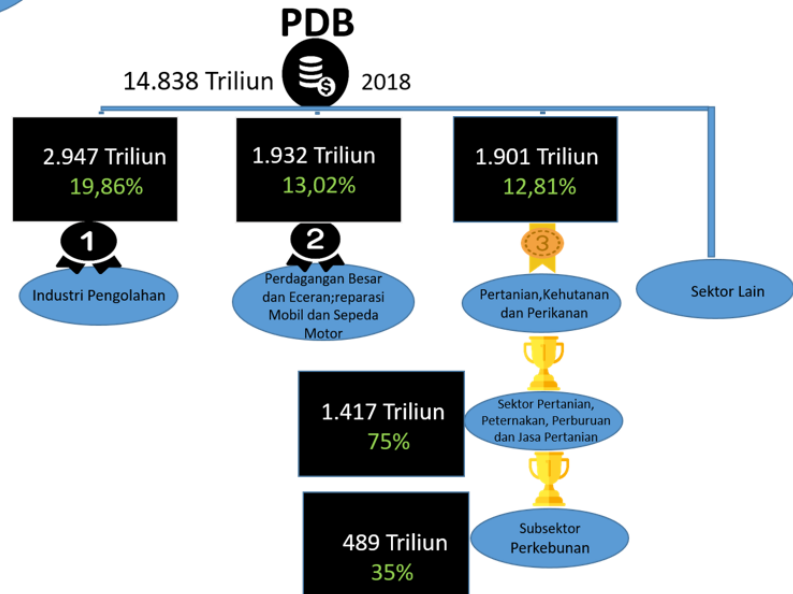 PDB
14.838 Triliun
$
2018
2.947 Triliun
19,86%
1.932 Triliun
13,02%
1.901 Triliun
12,81%
1
2
3
Industri Pengolahan
Perdagangan Besar
dan Eceran;reparasi
Mobil dan Sepeda
Motor
Pertanian,Kehutanan
dan Perikanan
Sektor Lain
1
1.417 Triliun
75%
Sektor Pertanian,
Peternakan, Perburuan
dan Jasa Pertanian
1
489 Triliun
35%
Subsektor
Perkebunan